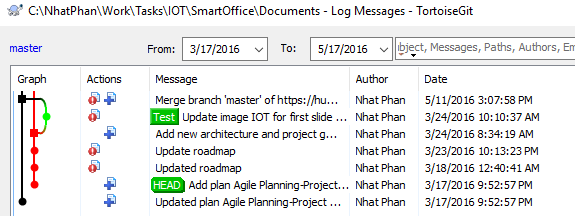 C:\NhatPhan\Work\Tasks\IOT\SmartOffice\Documents - Log Messages - TortoiseGit
master From: 3/17/2016 To: 5/17/2016 ubject, Messages, Paths, Authors, Em
Graph Actions Message Author Date
Merge branch 'master' of https://hu... Nhat Phan 5/11/2016 3:07:58 PM
Test Update image IOT for first slide ... Nhat Phan 3/24/2016 10:10:37 AM
Add new architecture and project g... Nhat Phan 3/24/2016 8:34:19 AM
Update roadmap Nhat Phan 3/23/2016 10:13:23 PM
Updated roadmap Nhat Phan 3/18/2016 12:40:41 AM
HEAD Add plan Agile Planning-Project... Nhat Phan 3/17/2016 9:52:57 PM
Updated plan Agile Planning-Project... Nhat Phan 3/17/2016 9:52:57 PM